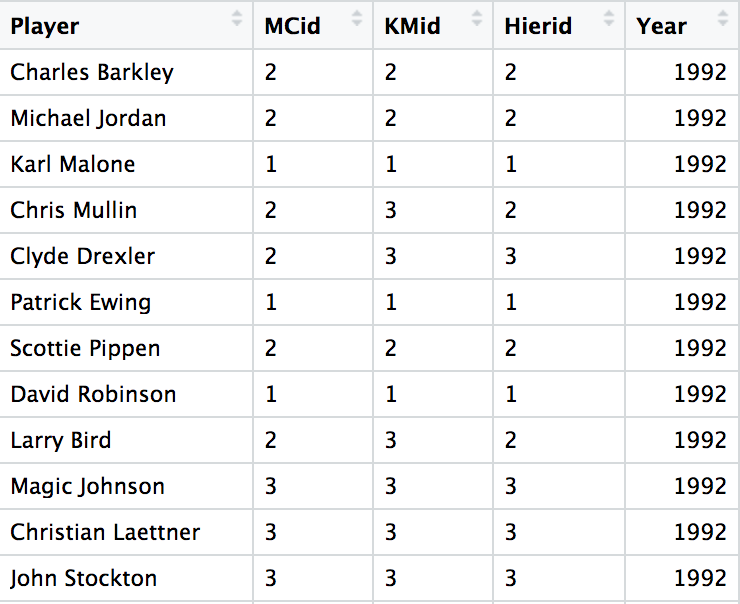 Player MCid KMid Hierid Year
Charles Barkley 2 2 2 1992
Michael Jordan 2 2 2 1992
Karl Malone 1 1 1 1992
Chris Mullin 2 3 2 1992
Clyde Drexler 2 3 3 1992
Patrick Ewing 1 1 1 1992
Scottie Pippen 2 2 2 1992
David Robinson 1 1 1 1992
Larry Bird 2 3 2 1992
Magic Johnson 3 3 3 1992
Christian Laettner 3 3 3 1992
John Stockton 3 3 3 1992